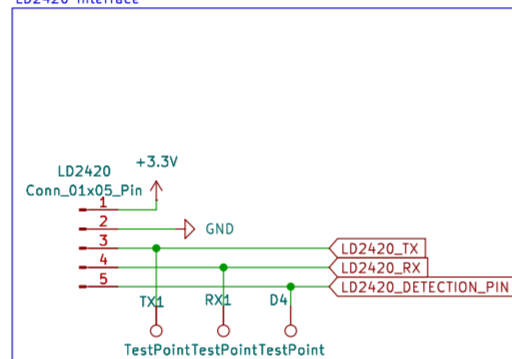 LD2420 Interface
+3.3V
LD2420
Conn_01x05_Pin
1
2
GND
3
LD2420_TX
4
LD2420_RX
5
LD2420_DETECTION_PIN
TX1
RX1
D4
TestPoint
TestPoint
TestPoint